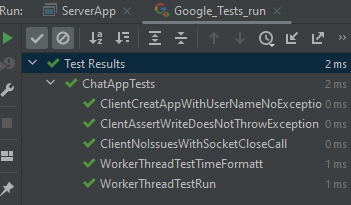 Run: ServerApp Google_Tests_run
Test Results 2 ms
ChatAppTests 2 ms
ClientCreatAppWithUserNameNoExceptio 0 ms
ClentAssertWriteDoesNotThrowException 0 ms
ClientNoIssuesWithSocketCloseCall 0 ms
WorkerThreadTestTimeFormatt 1 ms
WorkerThreadTestRun 1 ms